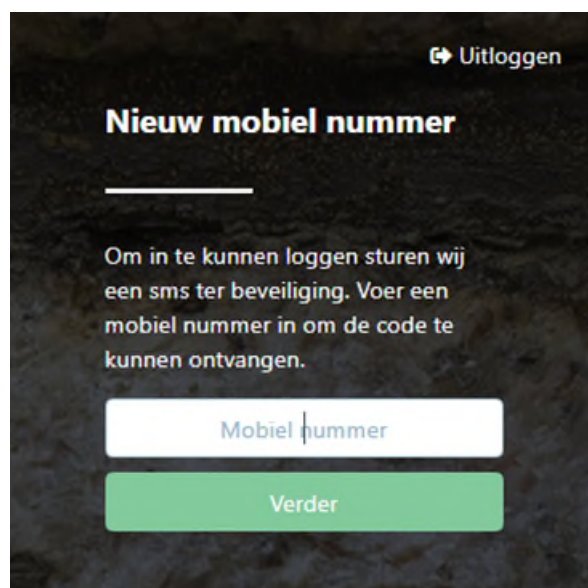 Uitloggen
Nieuw mobiel nummer
Om in te kunnen loggen sturen wij
een sms ter beveiliging. Voer een
mobiel nummer in om de code te
kunnen ontvangen.
Mobiel nummer
Verder